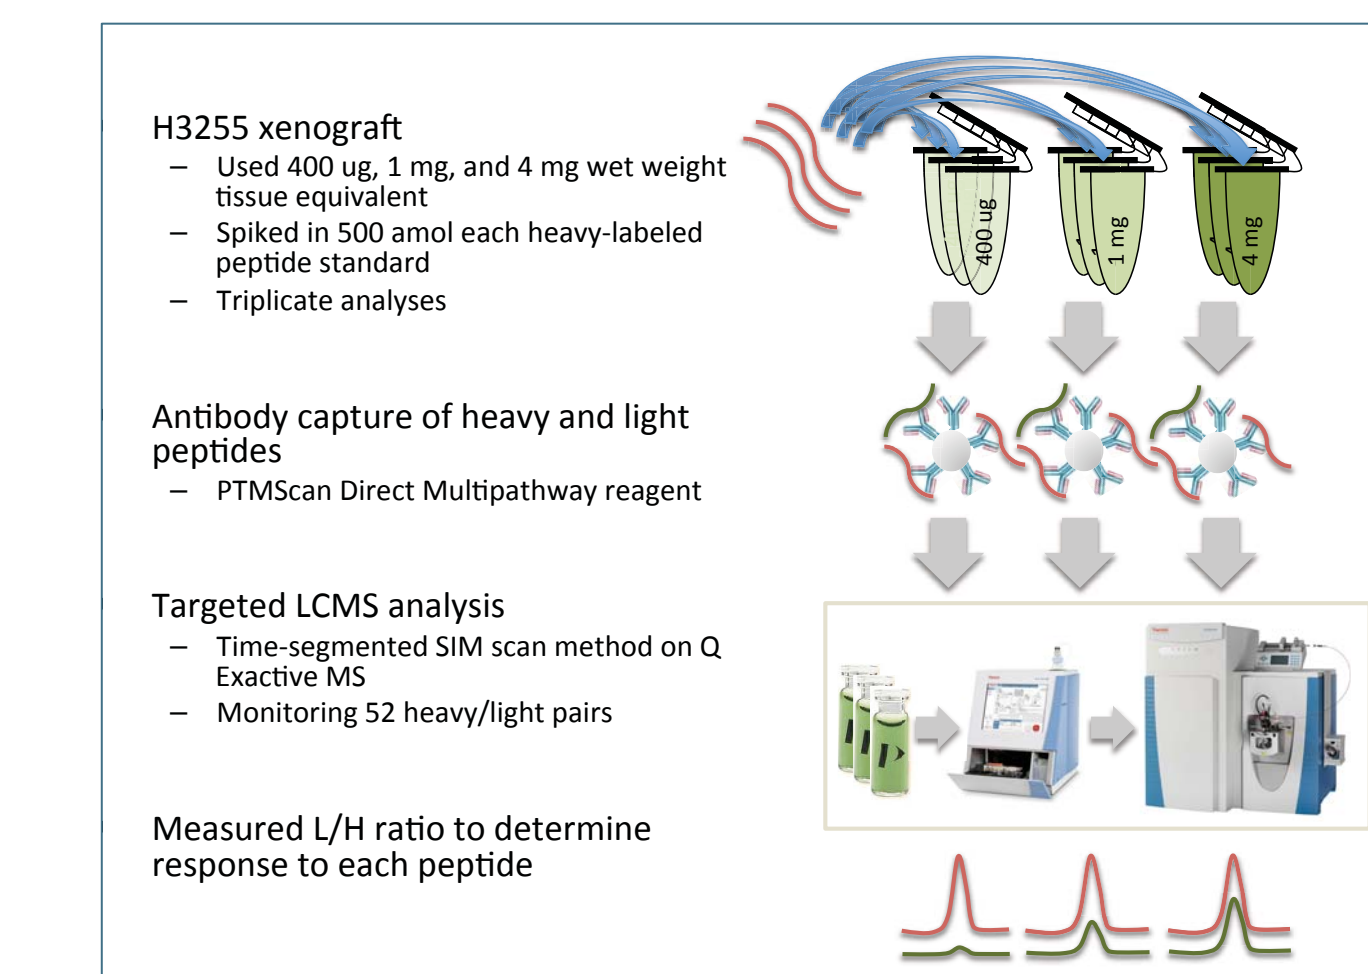 H3255 xenograft
– Used 400 ug, 1 mg, and 4 mg wet weight
tissue equivalent
– Spiked in 500 amol each heavy-labeled
peptide standard
– Triplicate analyses
400 ug
1 mg
4 mg
Antibody capture of heavy and light
peptides
– PTMScan Direct Multipathway reagent
Targeted LCMS analysis
– Time-segmented SIM scan method on Q
Exactive MS
– Monitoring 52 heavy/light pairs
Measured L/H ratio to determine
response to each peptide